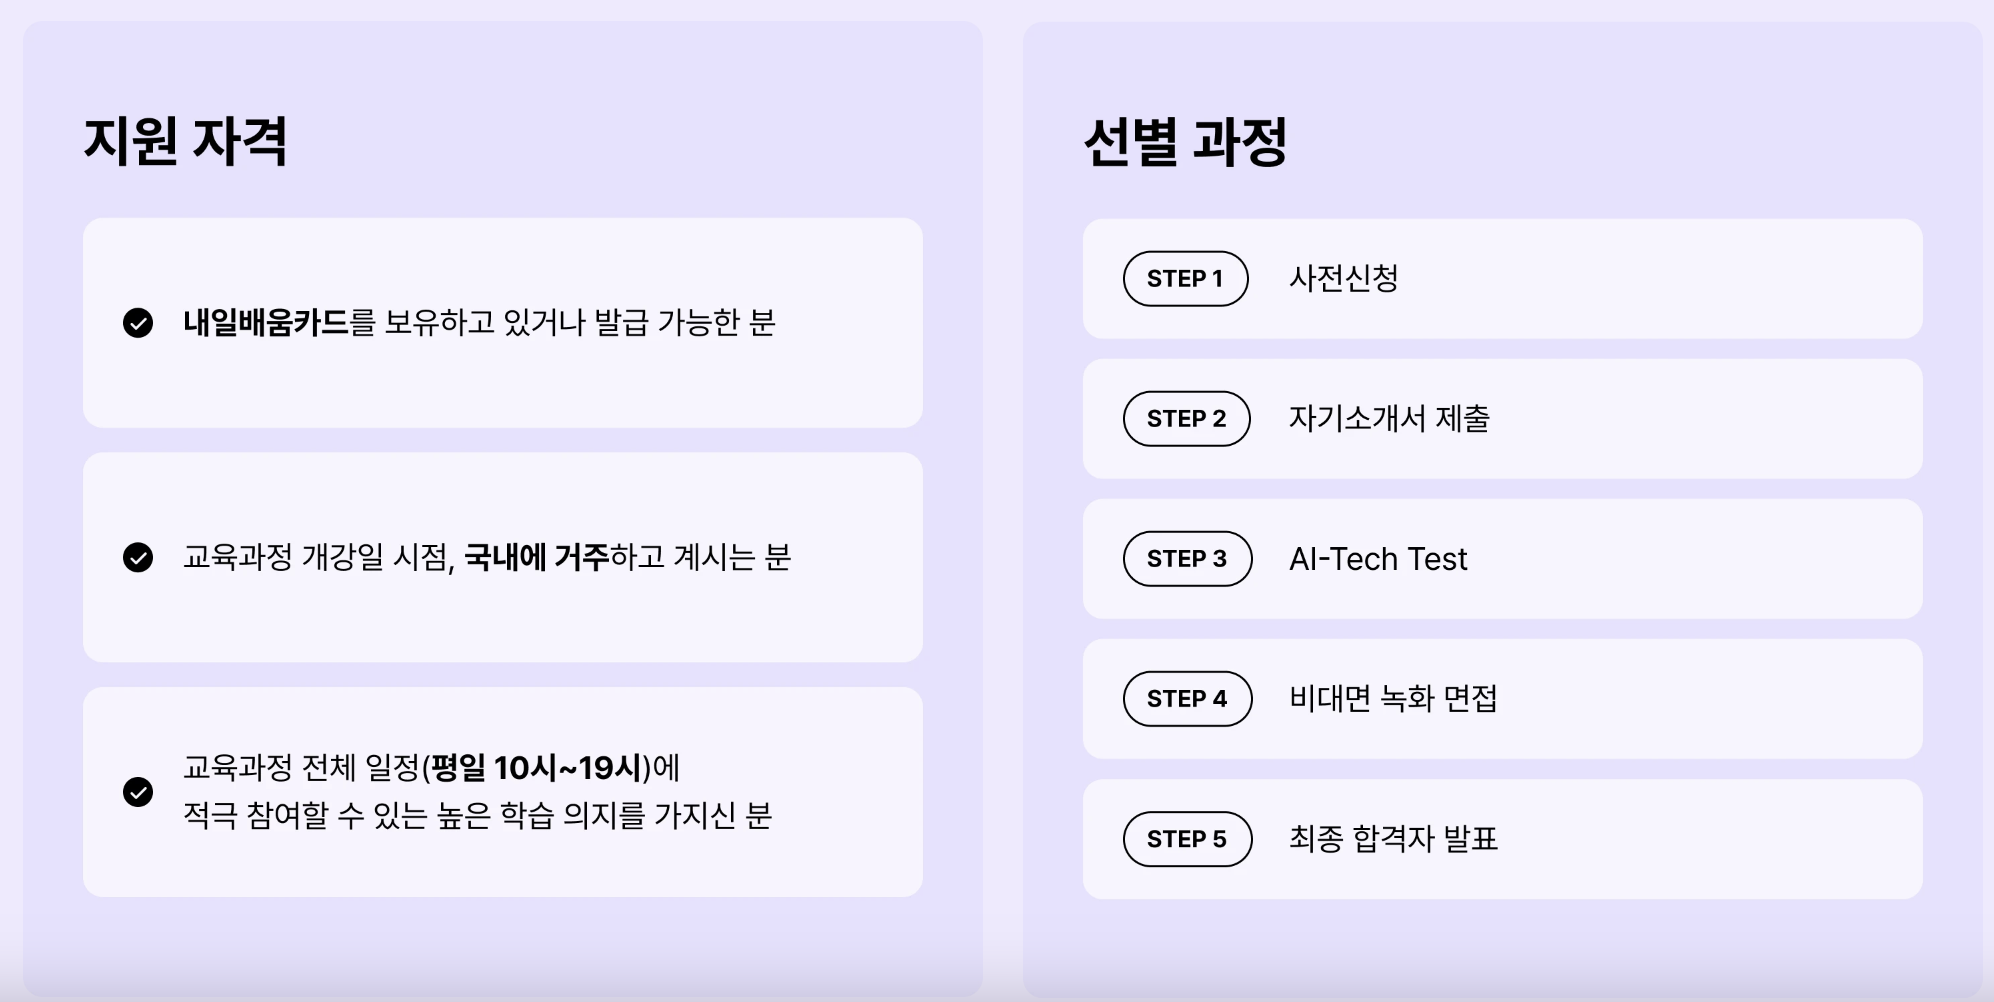 지원 자격
내일배움카드를 보유하고 있거나 발급 가능한 분
교육과정 개강일 시점, 국내에 거주하고 계시는 분
교육과정 전체 일정(평일 10시~19시)에
적극 참여할 수 있는 높은 학습 의지를 가지신 분
선별 과정
STEP 1 사전신청
STEP 2 자기소개서 제출
STEP 3 AI-Tech Test
STEP 4 비대면 녹화 면접
STEP 5 최종 합격자 발표